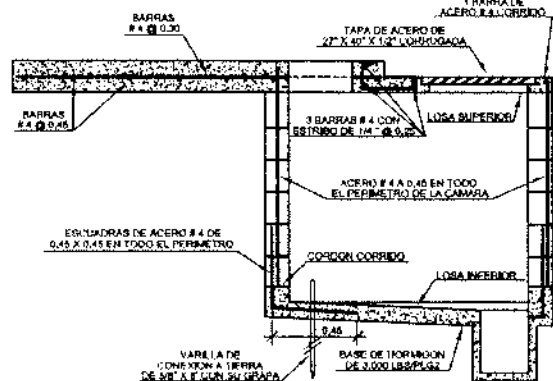 1 BARRA DE
ACERO #4 CORRIDO
BARRAS
#4 @ 0.30
TAPA DE ACERO DE
27" X 40" X 1/2" CORRUGADA
BARRAS
#4 @ 0.45
3 BARRAS #4 CON
ESTRIBO DE 1/4" @ 0.25
LOSA SUPERIOR
ACERO #4 A 0.45 EN TODO
EL PERIMETRO DE LA CAMARA
ESCUADRAS DE ACERO #4 DE
0.45 X 0.45 EN TODO EL PERIMETRO
CORDON CORRIDO
LOSA INFERIOR
0.45
VARILLA DE
CONEXION A TIERRA
DE 5/8" X 8' CON SU GRAPA
BASE DE HORMIGON
DE 3,000 LBS/PLG2